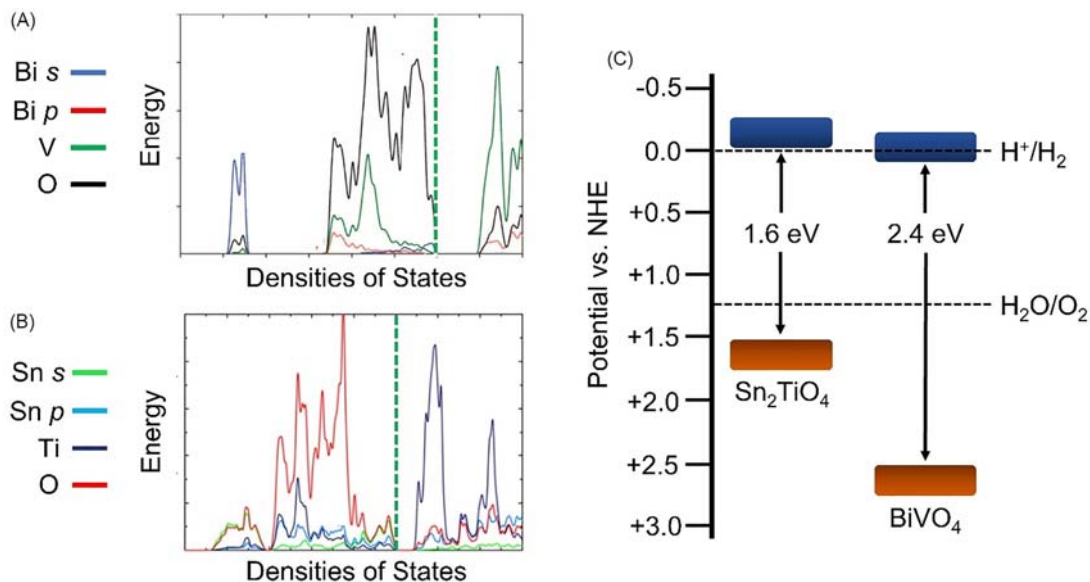 (A)
Bi s
Bi p
V
O
Energy
Densities of States
(B)
Sn s
Sn p
Ti
O
Energy
Densities of States
(C)
Potential vs. NHE
-0.5
0.0
+0.5
+1.0
+1.5
+2.0
+2.5
+3.0
H⁺/H₂
1.6 eV
2.4 eV
H₂O/O₂
Sn₂TiO₄
BiVO₄